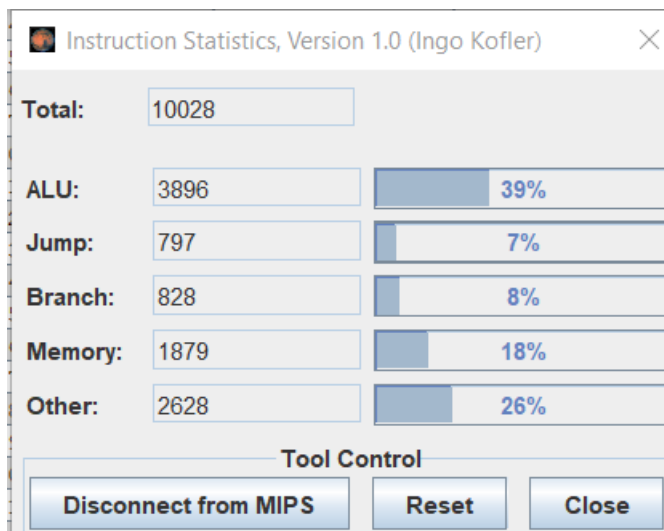 Instruction Statistics, Version 1.0 (Ingo Kofler)
Total: 10028
ALU: 3896 39%
Jump: 797 7%
Branch: 828 8%
Memory: 1879 18%
Other: 2628 26%
Tool Control
Disconnect from MIPS Reset Close